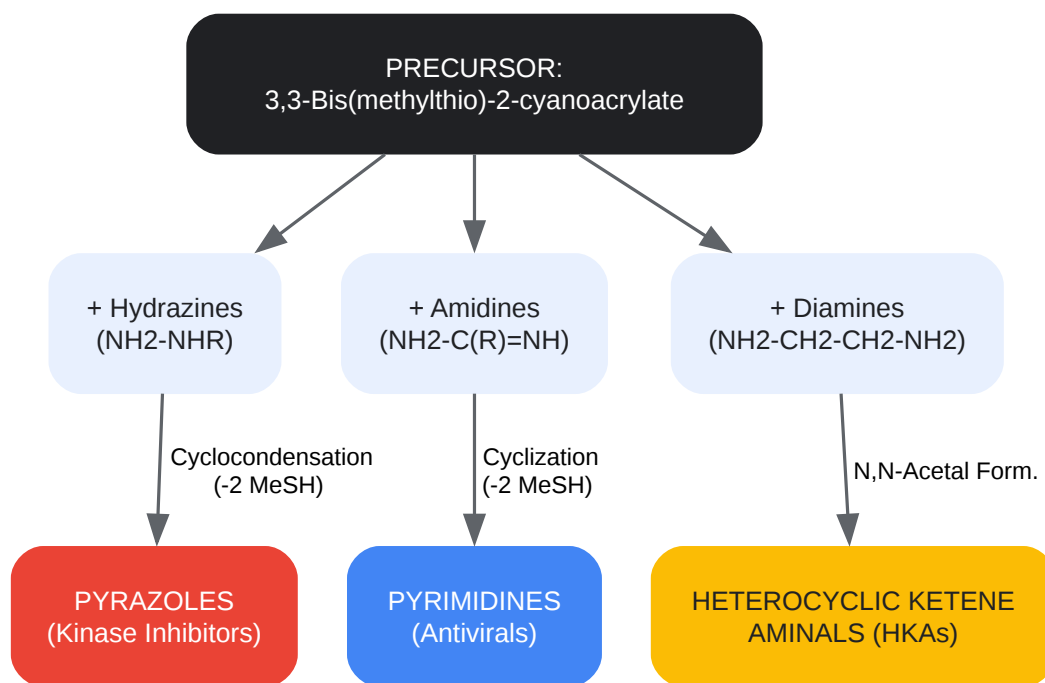 PRECURSOR:
3,3-Bis(methylthio)-2-cyanoacrylate
+ Hydrazines
(NH2-NHR)
+ Amidines
(NH2-C(R)=NH)
+ Diamines
(NH2-CH2-CH2-NH2)
Cyclocondensation
(-2 MeSH)
Cyclization
(-2 MeSH)
N,N-Acetal Form.
PYRAZOLES
(Kinase Inhibitors)
PYRIMIDINES
(Antivirals)
HETEROCYCLIC KETENE
AMINALS (HKAs)